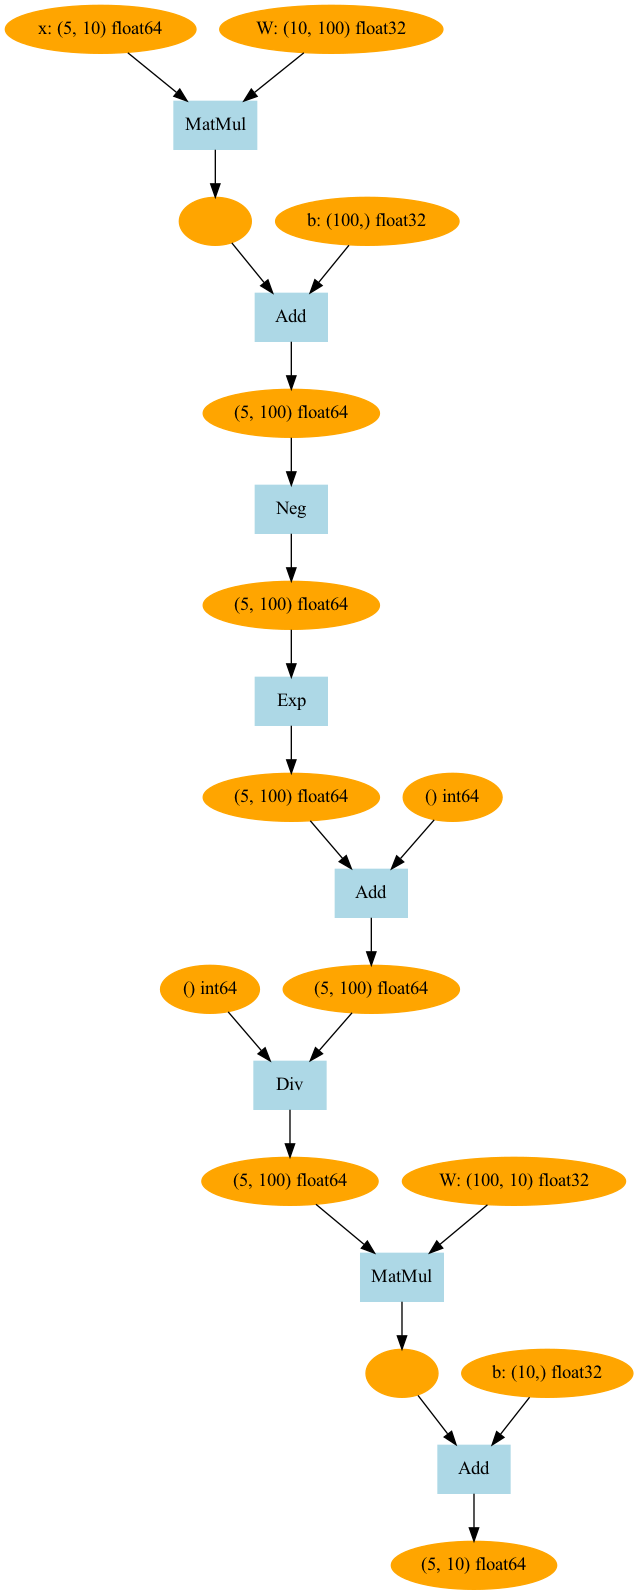 x: (5, 10) float64
W: (10, 100) float32
MatMul
b: (100,) float32
Add
(5, 100) float64
Neg
(5, 100) float64
Exp
(5, 100) float64
() int64
Add
() int64
(5, 100) float64
Div
(5, 100) float64
W: (100, 10) float32
MatMul
b: (10,) float32
Add
(5, 10) float64